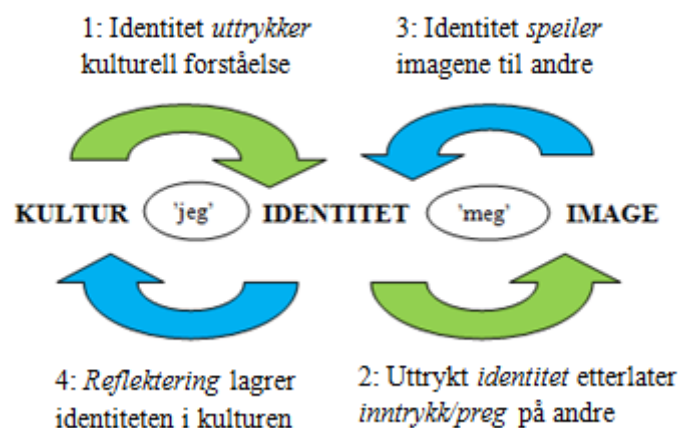 1: Identitet uttrykker
kulturell forståelse
3: Identitet speiler
imagene til andre
KULTUR 'jeg' IDENTITET 'meg' IMAGE
4: Reflektering lagrer
identiteten i kulturen
2: Uttrykt identitet etterlater
inntrykk/preg på andre